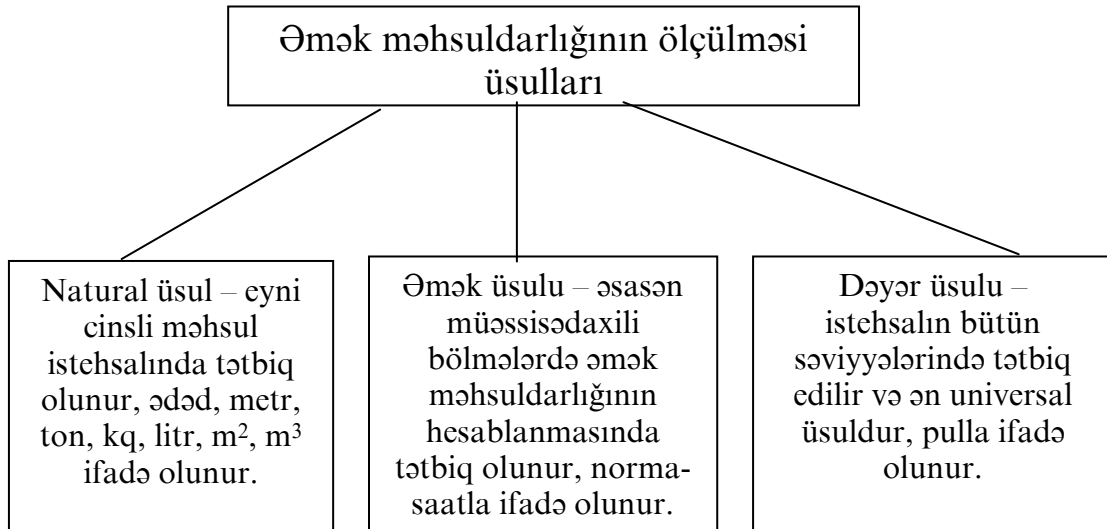 Əmək məhsuldarlığının ölçülməsi
üsulları
Natural üsul – eyni
cinsli məhsul
istehsalında tətbiq
olunur, ədəd, metr,
ton, kq, litr, m², m³
ifadə olunur.
Əmək üsulu – əsasən
müəssisədaxili
bölmələrdə əmək
məhsuldarlığının
hesablanmasında
tətbiq olunur, norma-
saatla ifadə olunur.
Dəyər üsulu –
istehsalın bütün
səviyyələrində tətbiq
edilir və ən universal
üsuldur, pulla ifadə
olunur.